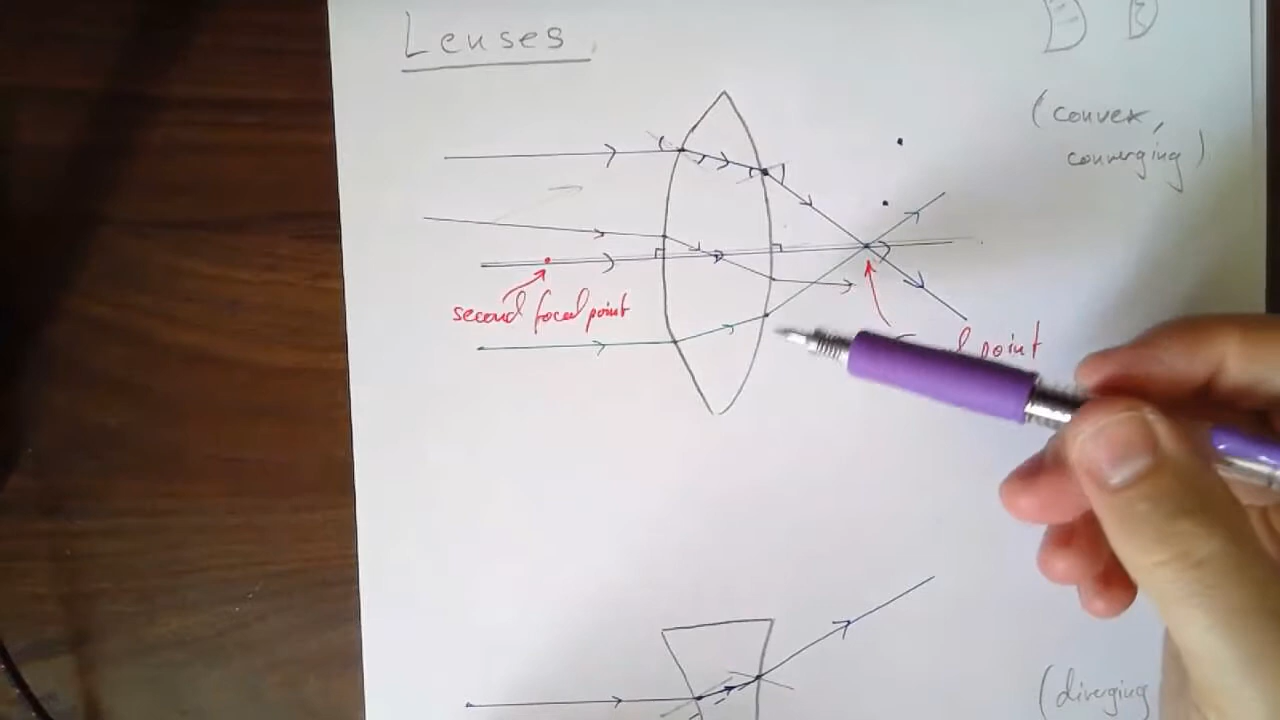 Lenses
(convex,
converging)
second focal point
point
(diverging